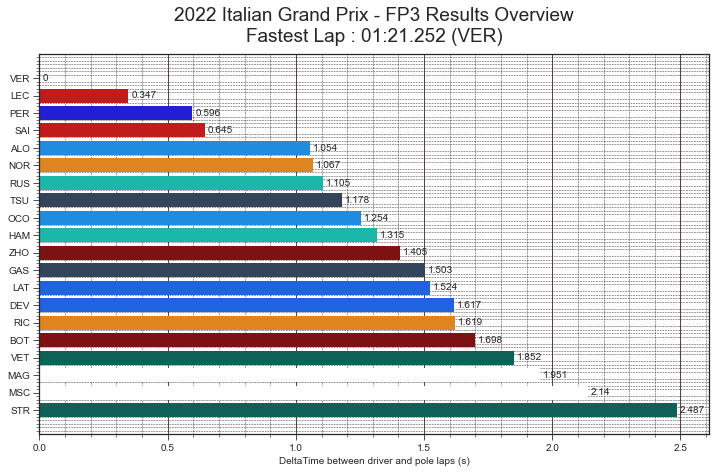 2022 Italian Grand Prix - FP3 Results Overview
Fastest Lap : 01:21.252 (VER)
VER 0
LEC 0.347
PER 0.596
SAI 0.645
ALO 1.054
NOR 1.067
RUS 1.105
TSU 1.178
OCO 1.254
HAM 1.315
ZHO 1.405
GAS 1.503
LAT 1.524
DEV 1.617
RIC 1.619
BOT 1.698
VET 1.852
MAG 1.951
MSC 2.14
STR 2.487
0.0 0.5 1.0 1.5 2.0 2.5
DeltaTime between driver and pole laps (s)